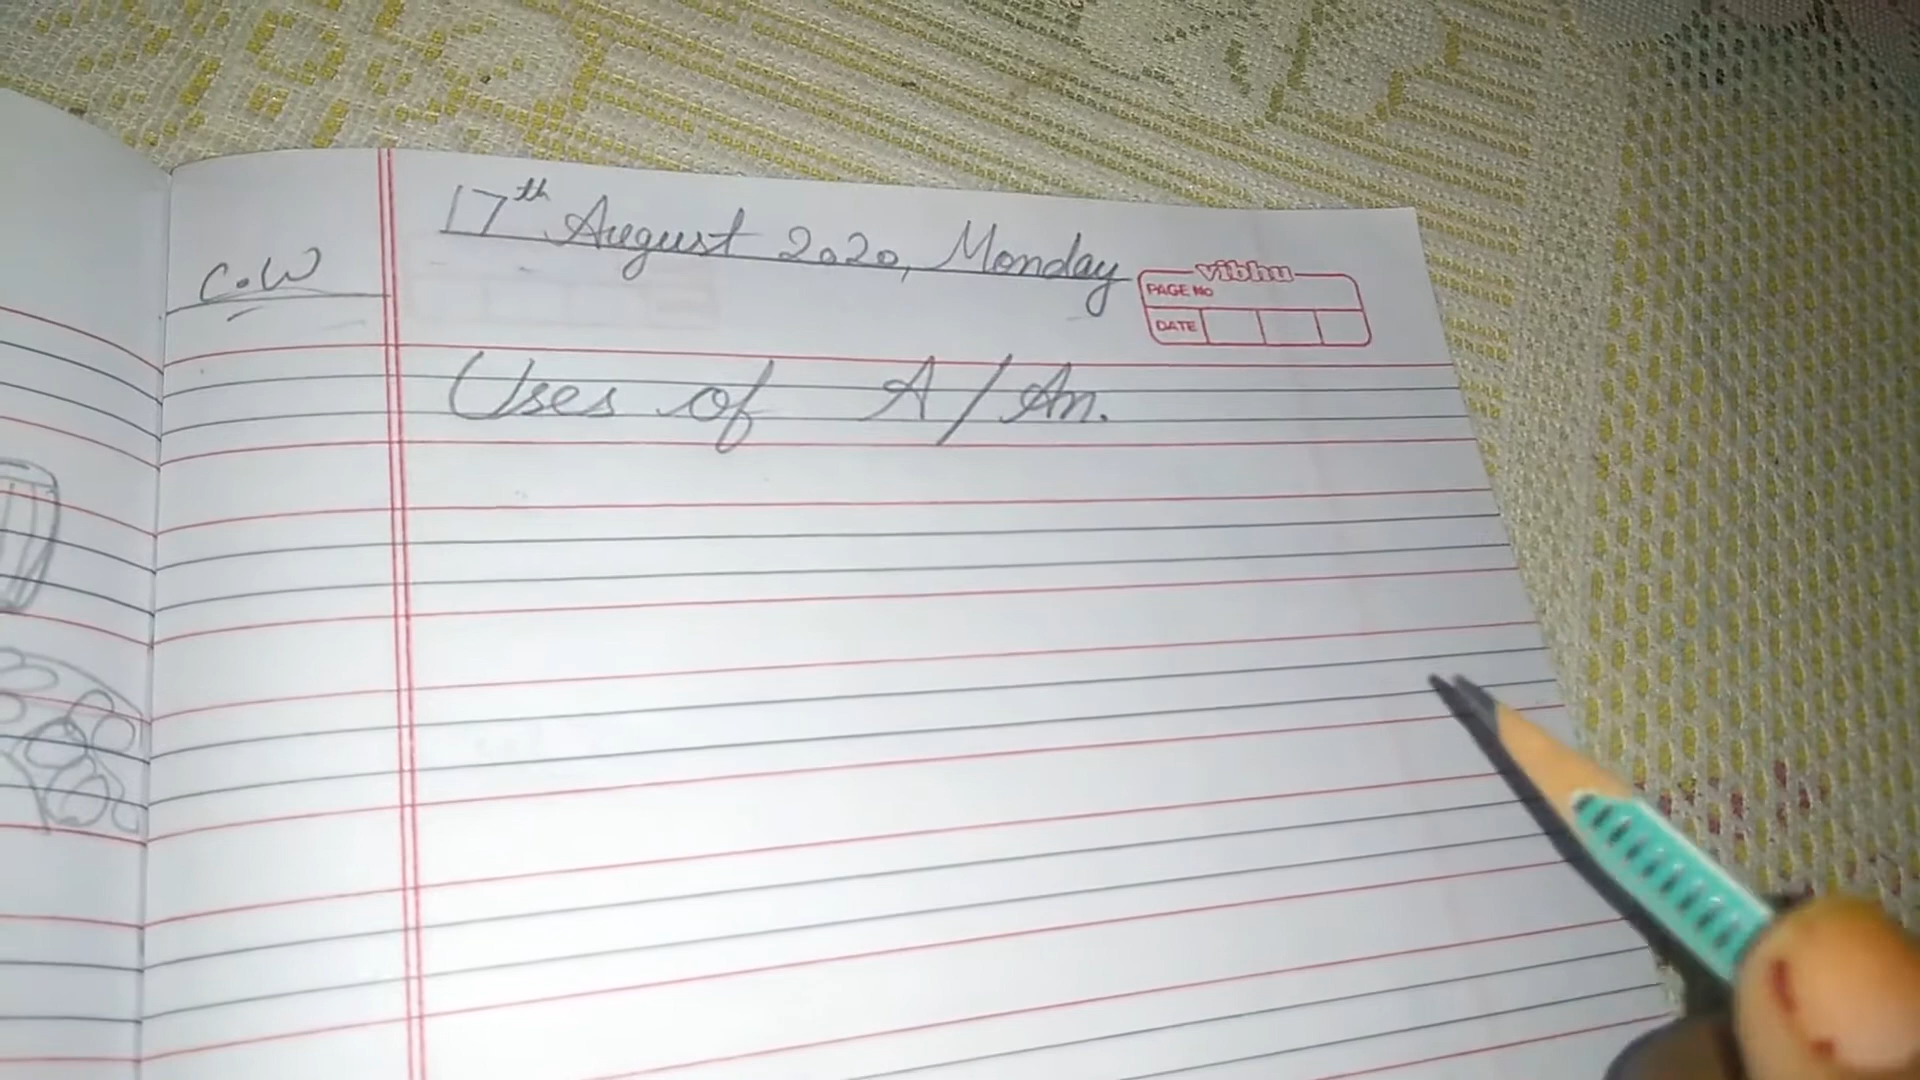 17th August 2020, Monday
C.W
vibhu
PAGE No
DATE
Uses of A/An.